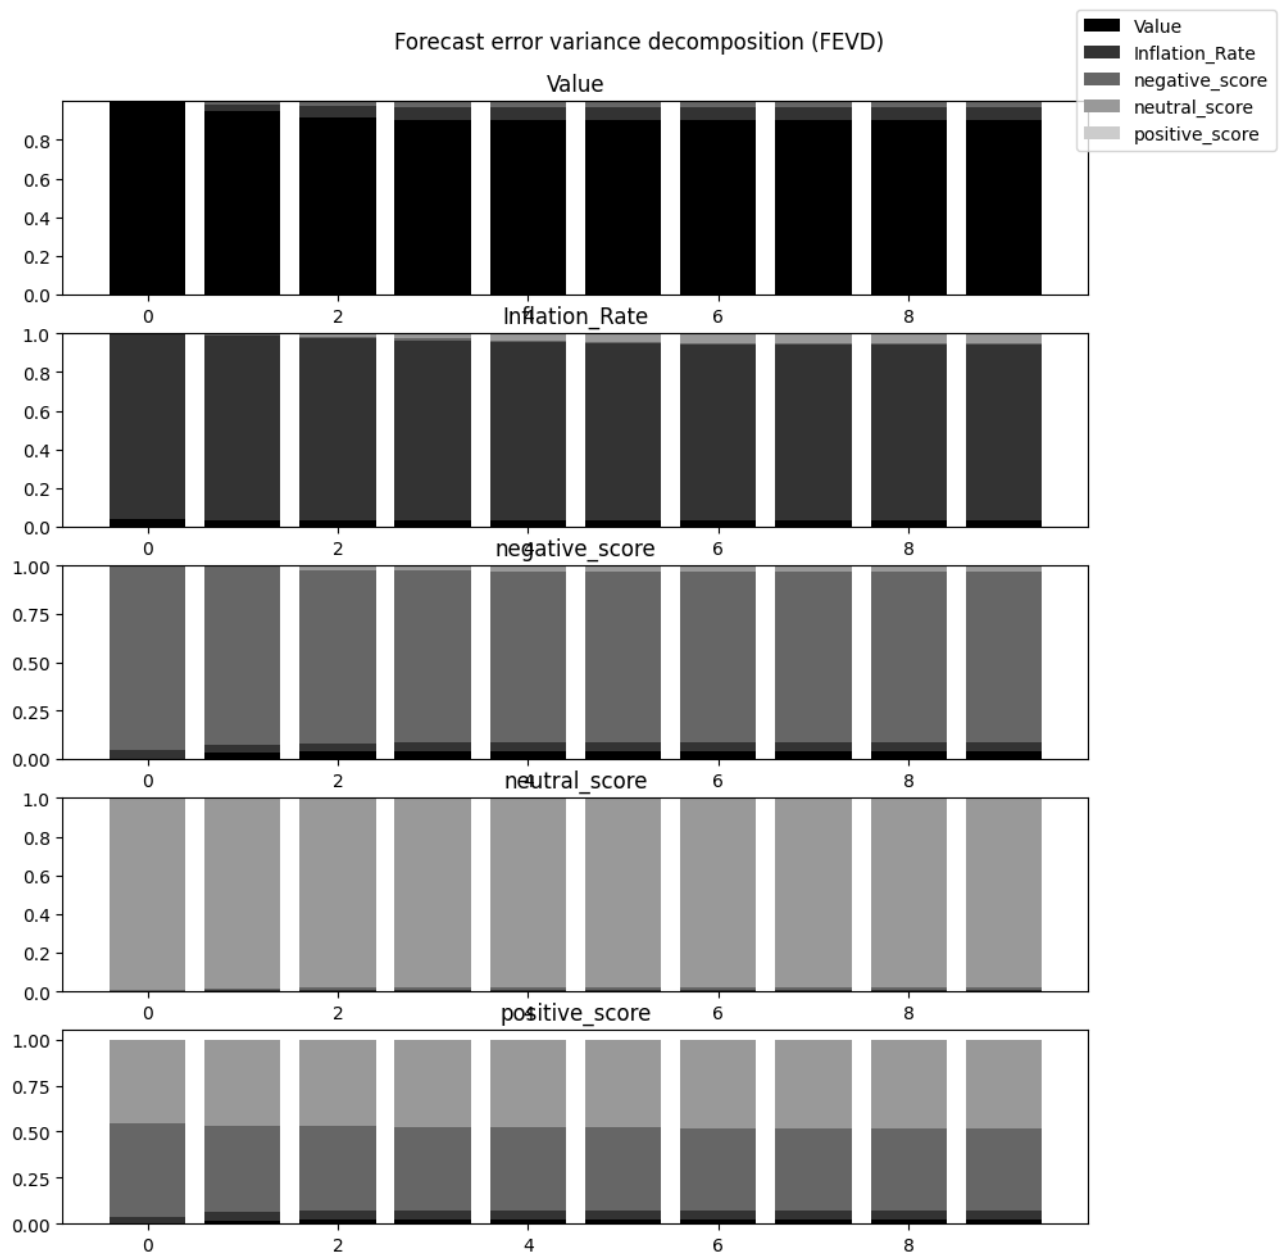 Forecast error variance decomposition (FEVD)
Value
Inflation_Rate
negative_score
neutral_score
positive_score
Value
0.8
0.6
0.4
0.2
0.0
0 2 4 6 8
Inflation_Rate
1.0
0.8
0.6
0.4
0.2
0.0
0 2 4 6 8
negative_score
1.00
0.75
0.50
0.25
0.00
0 2 4 6 8
neutral_score
1.0
0.8
0.6
0.4
0.2
0.0
0 2 4 6 8
positive_score
1.00
0.75
0.50
0.25
0.00
0 2 4 6 8